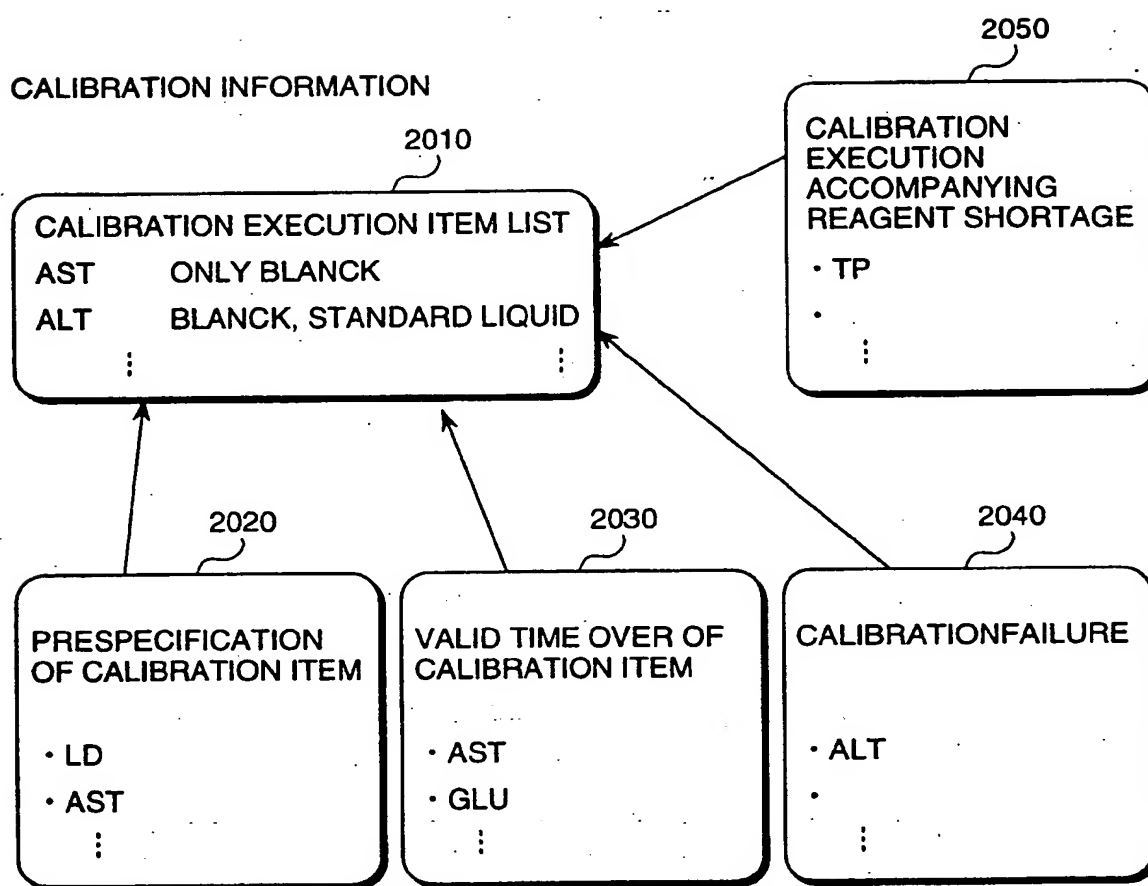 2050
CALIBRATION INFORMATION
2010
CALIBRATION EXECUTION ITEM LIST
AST ONLY BLANCK
ALT BLANCK, STANDARD LIQUID
⋮ ⋮
CALIBRATION
EXECUTION
ACCOMPANYING
REAGENT SHORTAGE
· TP
·
⋮
2020
PRESPECIFICATION
OF CALIBRATION ITEM
· LD
· AST
⋮
2030
VALID TIME OVER OF
CALIBRATION ITEM
· AST
· GLU
⋮
2040
CALIBRATIONFAILURE
· ALT
·
⋮